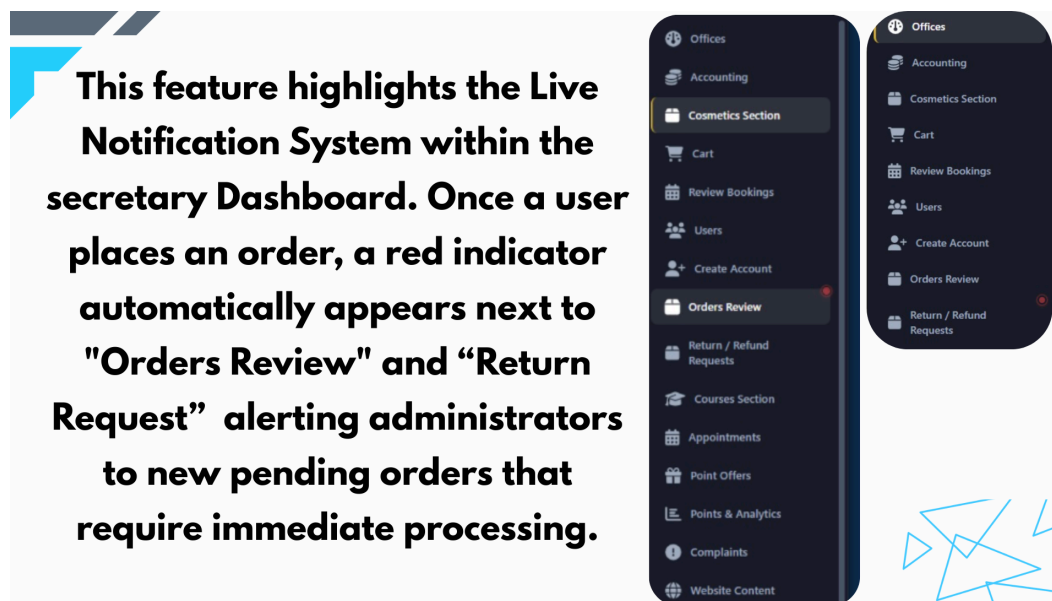 This feature highlights the Live
Notification System within the
secretary Dashboard. Once a user
places an order, a red indicator
automatically appears next to
"Orders Review" and “Return
Request”  alerting administrators
to new pending orders that
require immediate processing.
Offices
Accounting
Cosmetics Section
Cart
Review Bookings
Users
Create Account
Orders Review
Return / Refund
Requests
Courses Section
Appointments
Point Offers
Points & Analytics
Complaints
Website Content
Offices
Accounting
Cosmetics Section
Cart
Review Bookings
Users
Create Account
Orders Review
Return / Refund
Requests